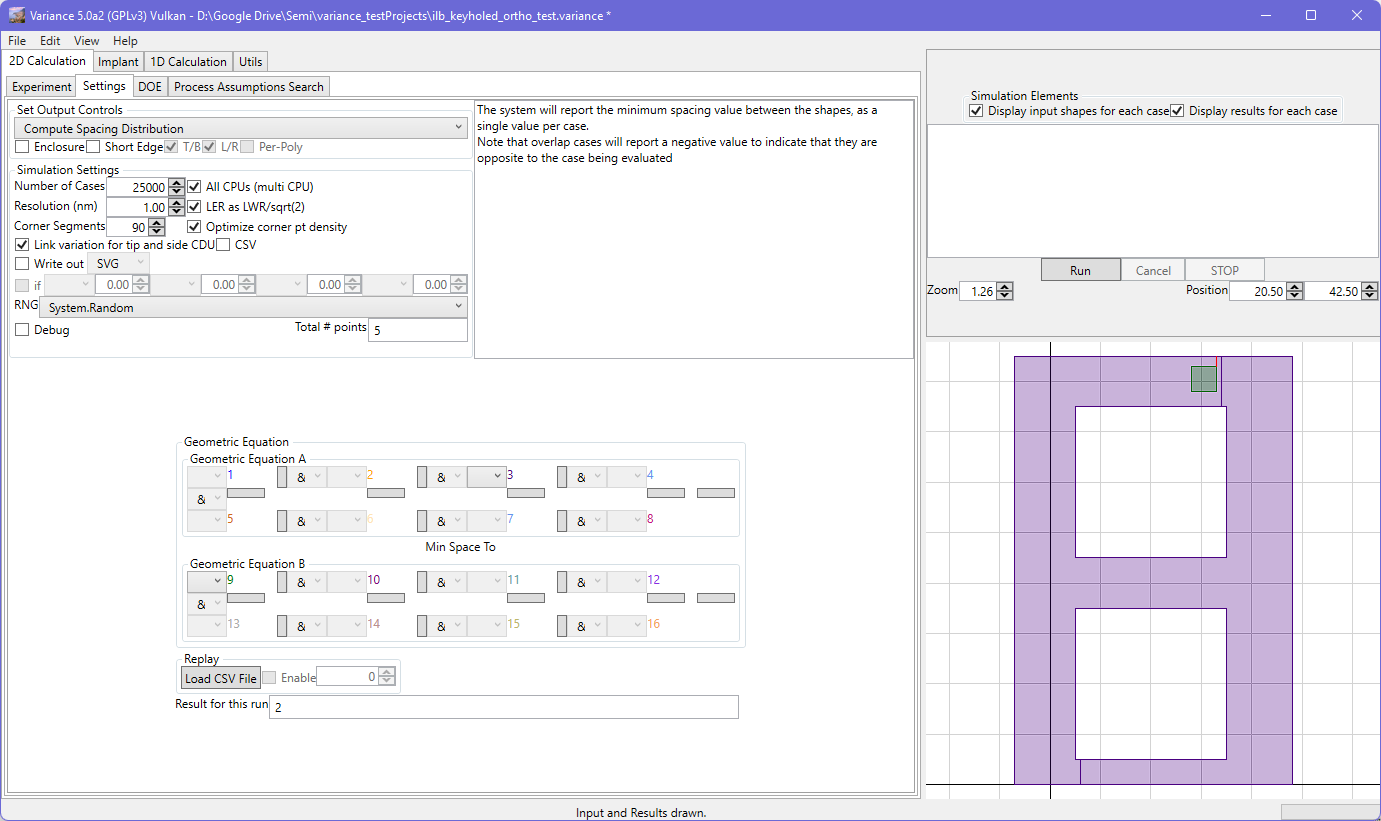 Variance 5.0a2 (GPLv3) Vulkan - D:\Google Drive\Semi\variance_testProjects\ilb_keyholed_ortho_test.variance *
File Edit View Help
2D Calculation Implant 1D Calculation Utils
Experiment Settings DOE Process Assumptions Search
Set Output Controls
Compute Spacing Distribution
Enclosure Short Edge T/B L/R Per-Poly
Simulation Settings
Number of Cases 25000 All CPUs (multi CPU)
Resolution (nm) 1.00 LER as LWR/sqrt(2)
Corner Segments 90 Optimize corner pt density
Link variation for tip and side CDU CSV
Write out SVG
if 0.00 0.00 0.00 0.00
RNG System.Random
Debug Total # points 5
The system will report the minimum spacing value between the shapes, as a
single value per case.
Note that overlap cases will report a negative value to indicate that they are
opposite to the case being evaluated
Geometric Equation
Geometric Equation A
1 & 2 & 3 & 4
&
5 & 6 & 7 & 8
Min Space To
Geometric Equation B
9 & 10 & 11 & 12
&
13 & 14 & 15 & 16
Replay
Load CSV File Enable 0
Result for this run 2
Simulation Elements
Display input shapes for each case Display results for each case
Run Cancel STOP
Zoom 1.26 Position 20.50 42.50
Input and Results drawn.